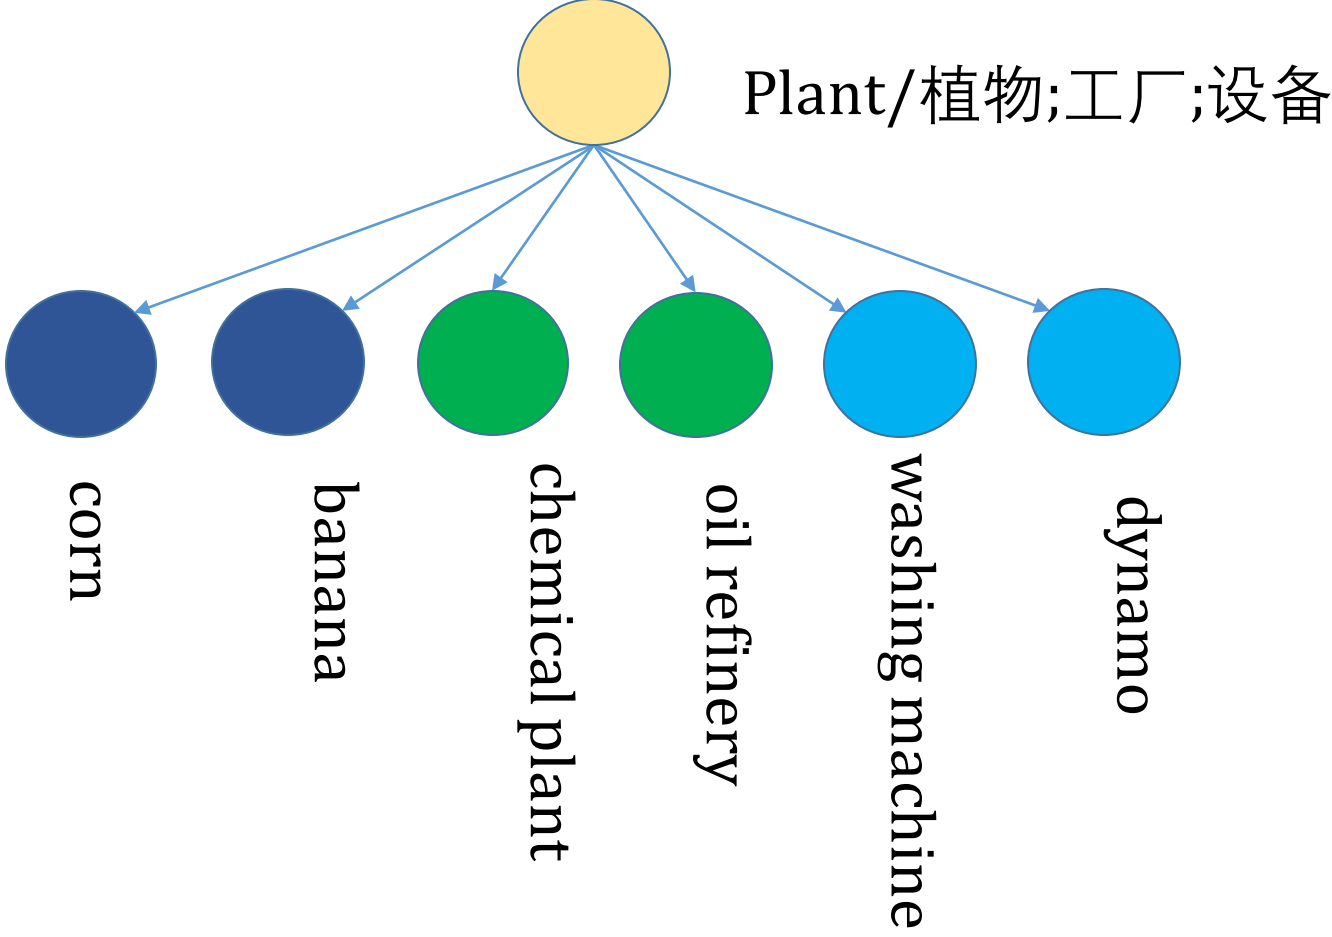 Plant/植物;工厂;设备
corn
banana
chemical plant
oil refinery
washing machine
dynamo